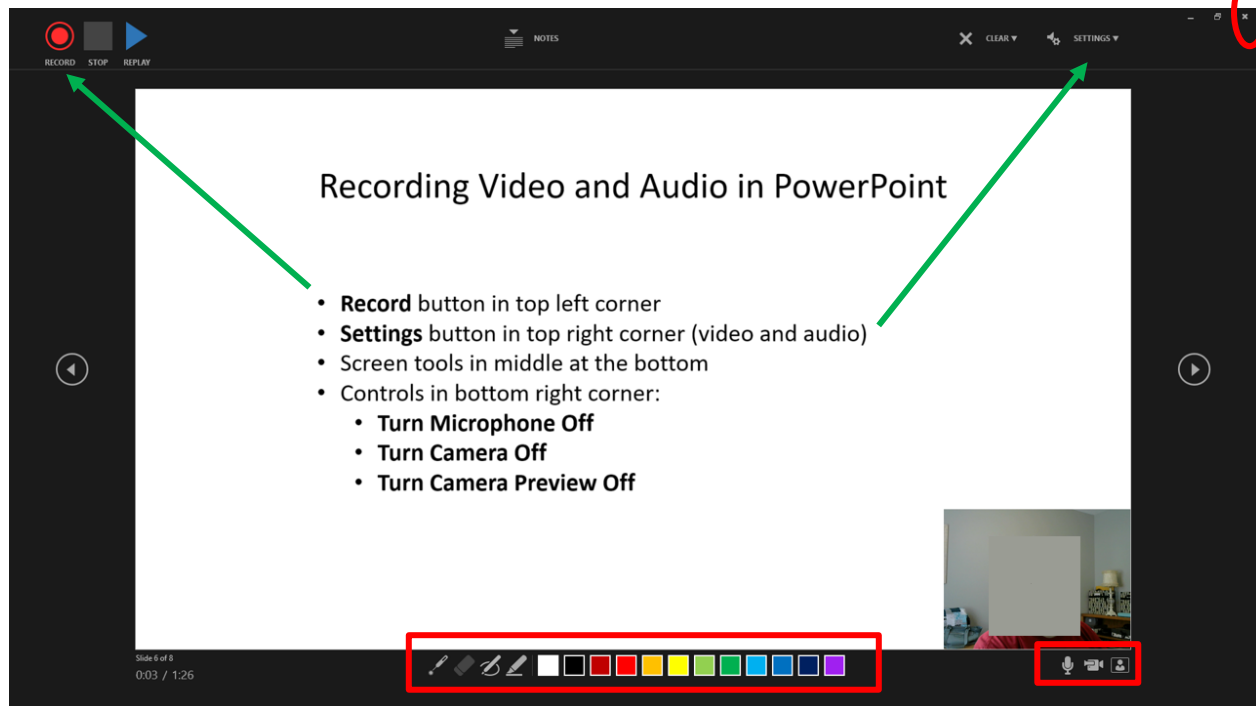 RECORD STOP REPLAY
NOTES
CLEAR ▾
SETTINGS ▾
Recording Video and Audio in PowerPoint
• Record button in top left corner
• Settings button in top right corner (video and audio)
• Screen tools in middle at the bottom
• Controls in bottom right corner:
• Turn Microphone Off
• Turn Camera Off
• Turn Camera Preview Off
Slide 6 of 8
0:03 / 1:26